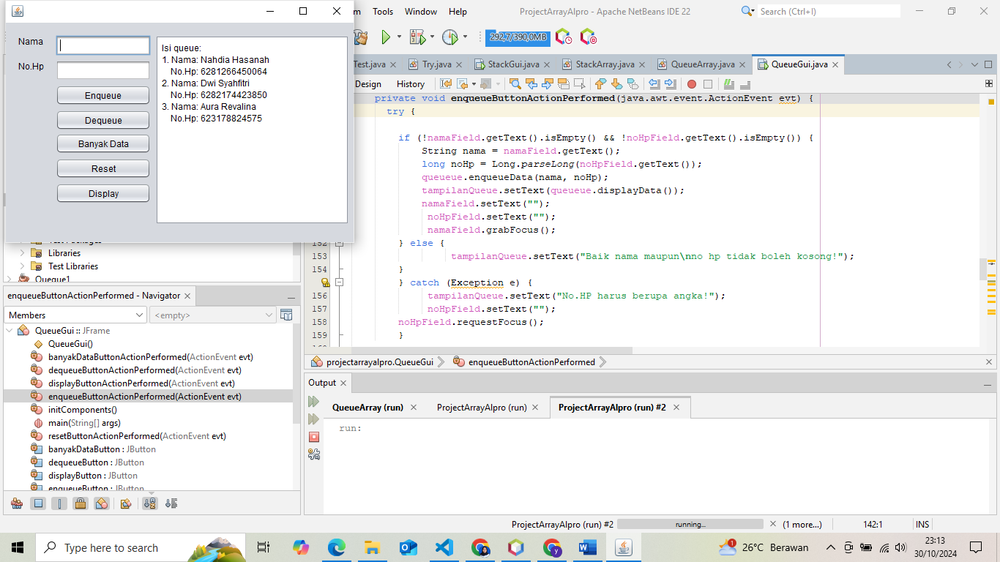 Tools Window Help
ProjectArrayAlpro - Apache NetBeans IDE 22
Search (Ctrl+I)
292,7/390,0MB
Nama
No.Hp
Enqueue
Dequeue
Banyak Data
Reset
Display
Isi queue:
1. Nama: Nahdia Hasanah
No.Hp: 6281266450064
2. Nama: Dwi Syahfitri
No.Hp: 6282174423850
3. Nama: Aura Revalina
No.Hp: 623178824575
Test.java Try.java StackGui.java StackArray.java QueueArray.java QueueGui.java
Design History
private void enqueueButtonActionPerformed(java.awt.event.ActionEvent evt) {
try {
if (!namaField.getText().isEmpty() && !noHpField.getText().isEmpty()) {
String nama = namaField.getText();
long noHp = Long.parseLong(noHpField.getText());
queueue.enqueueData(nama, noHp);
tampilanQueue.setText(queueue.displayData());
namaField.setText("");
noHpField.setText("");
namaField.grabFocus();
152 } else {
153 tampilanQueue.setText("Baik nama maupun\nno hp tidak boleh kosong!");
154 }
} catch (Exception e) {
156 tampilanQueue.setText("No.HP harus berupa angka!");
157 noHpField.setText("");
158 noHpField.requestFocus();
159 }
Libraries
Test Libraries
Queque1
enqueueButtonActionPerformed - Navigator
Members <empty>
QueueGui :: JFrame
QueueGui()
banyakDataButtonActionPerformed(ActionEvent evt)
dequeueButtonActionPerformed(ActionEvent evt)
displayButtonActionPerformed(ActionEvent evt)
enqueueButtonActionPerformed(ActionEvent evt)
initComponents()
main(String[] args)
resetButtonActionPerformed(ActionEvent evt)
banyakDataButton : JButton
dequeueButton : JButton
displayButton : JButton
enqueueButton : JButton
projectarrayalpro.QueueGui enqueueButtonActionPerformed
Output
QueueArray (run) ProjectArrayAlpro (run) ProjectArrayAlpro (run) #2
run:
ProjectArrayAlpro (run) #2 running... (1 more...) 142:1 INS
Type here to search
26°C Berawan
23:13
30/10/2024